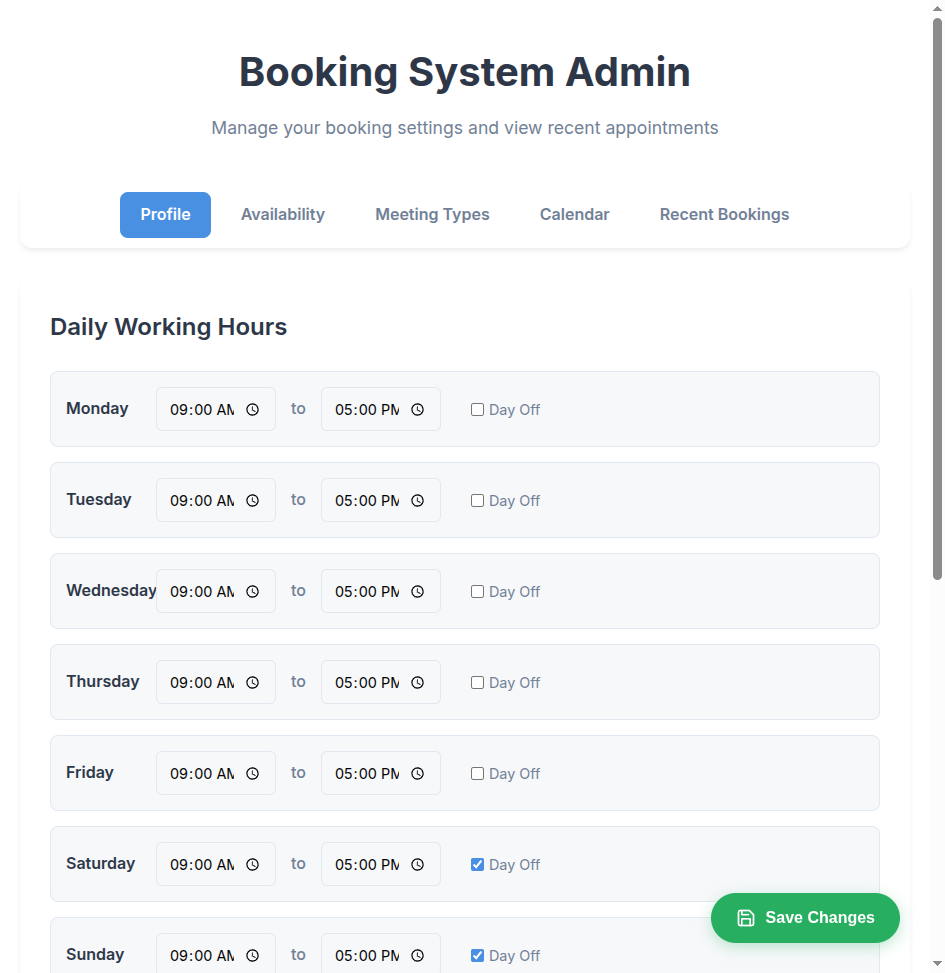 Booking System Admin
Manage your booking settings and view recent appointments
Profile Availability Meeting Types Calendar Recent Bookings
Daily Working Hours
Monday 09:00 AM to 05:00 PM Day Off
Tuesday 09:00 AM to 05:00 PM Day Off
Wednesday 09:00 AM to 05:00 PM Day Off
Thursday 09:00 AM to 05:00 PM Day Off
Friday 09:00 AM to 05:00 PM Day Off
Saturday 09:00 AM to 05:00 PM Day Off
Save Changes
Sunday 09:00 AM to 05:00 PM Day Off